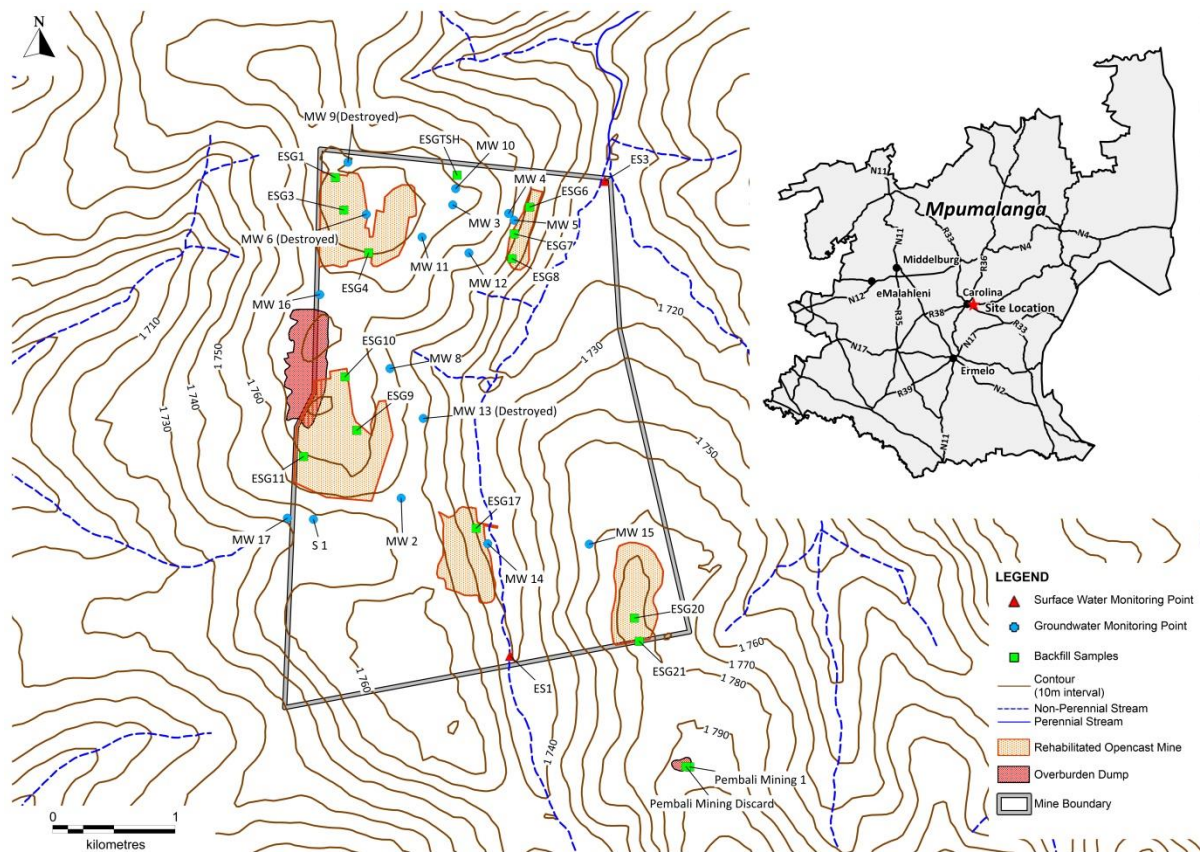 N
MW 9(Destroyed)
ESGTSH
MW 10
ESG1
MW 4
ESG6
ES3
ESG3
MW 3
MW 5
MW 6 (Destroyed)
ESG7
ESG4
MW 11
MW 12
ESG8
MW 16
1 710
1 750
1 740
1 760
1 730
1 720
1 730
ESG10
MW 8
ESG9
MW 13 (Destroyed)
1 750
ESG11
ESG17
MW 17
S 1
MW 2
MW 14
MW 15
ESG20
ESG21
ES1
1 760
1 740
1 760
1 770
1 780
1 790
Pembali Mining 1
Pembali Mining Discard
0
1
kilometres
N11
Mpumalanga
N11
R33
R36
N4
N4
Middelburg
eMalahleni
N12
Carolina
Site Location
R35
R38
R33
N17
N17
Ermelo
R39
N2
N11
LEGEND
Surface Water Monitoring Point
Groundwater Monitoring Point
Backfill Samples
Contour
(10m interval)
Non-Perennial Stream
Perennial Stream
Rehabilitated Opencast Mine
Overburden Dump
Mine Boundary